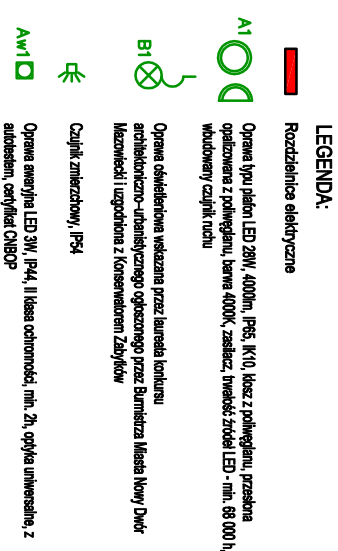 LEGENDA:
Rozdzielnice elektryczne
A1
Oprawa typu plafon LED 28W, 4000lm, IP65, IK10, klosz z poliwęglanu, przesłona
opalizowana z poliwęglanu, barwa 4000K, zasilacz, trwałość źródeł LED - min. 68 000 h,
wbudowany czujnik ruchu
B1
Oprawa oświetleniowa wskazana przez laureata konkursu
architektoniczno-urbanistycznego ogłoszonego przez Burmistrza Miasta Nowy Dwór
Mazowiecki i uzgodniona z Konserwatorem Zabytków
Czujnik zmierzchowy, IP54
Aw1
Oprawa awaryjna LED 3W, IP44, II klasa ochronności, min. 2h, optyka uniwersalne, z
autotestem, certyfikat CNBOP